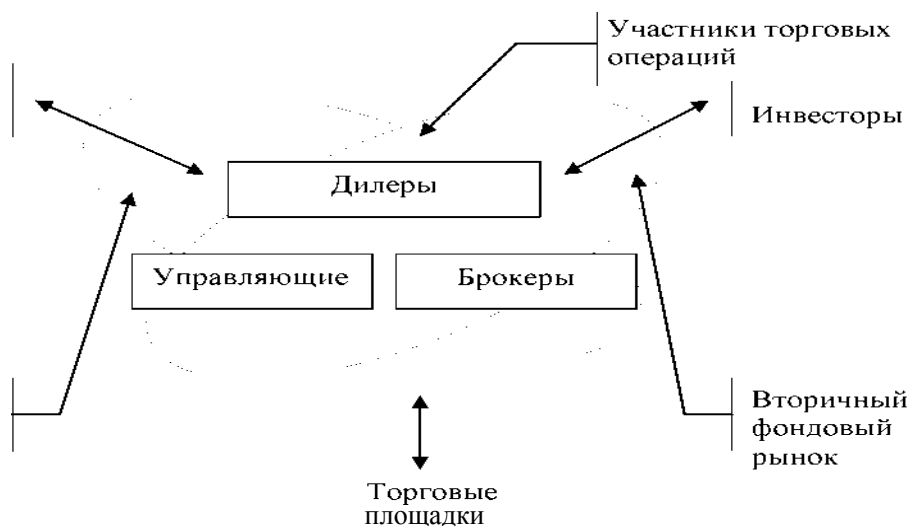 Участники торговых
операций
Инвесторы
Дилеры
Управляющие
Брокеры
Вторичный
фондовый
рынок
Торговые
площадки